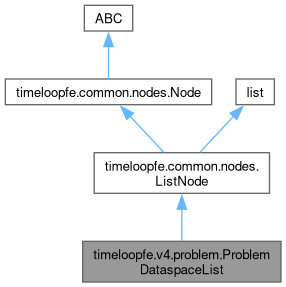 ABC
timeloopfe.common.nodes.Node
list
timeloopfe.common.nodes.
ListNode
timeloopfe.v4.problem.Problem
DataspaceList